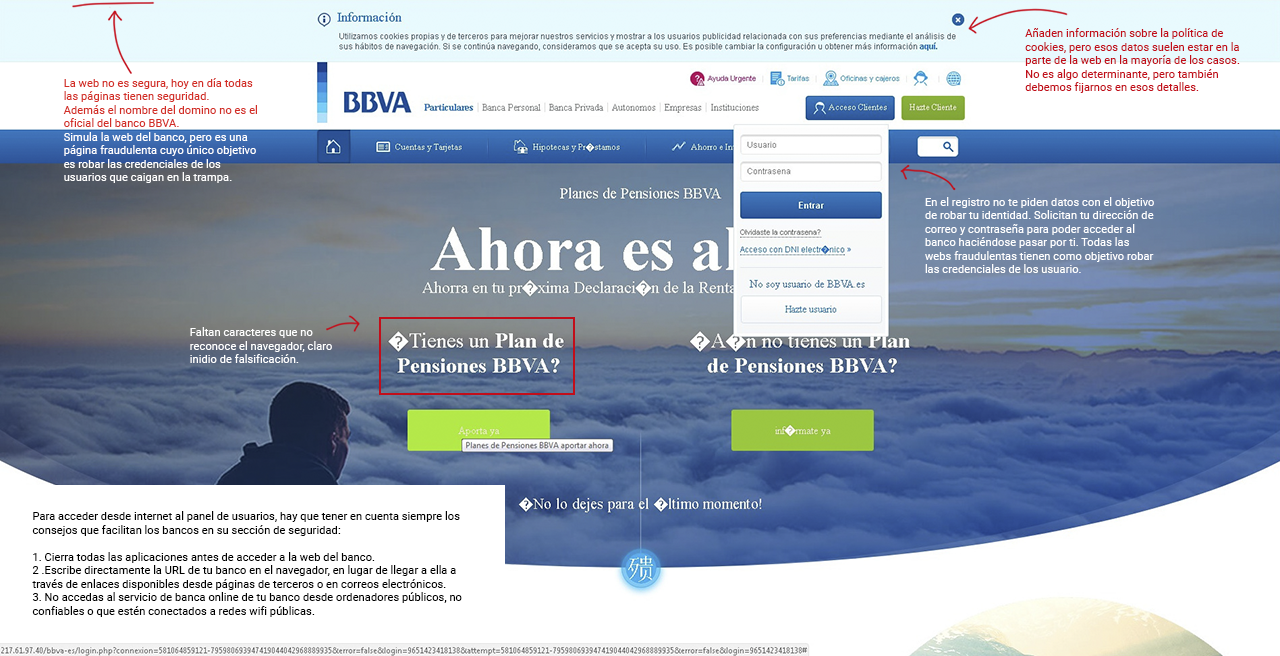 Información
Utilizamos cookies propias y de terceros para mejorar nuestros servicios y mostrar a los usuarios publicidad relacionada con sus preferencias mediante el análisis de
sus hábitos de navegación. Si se continúa navegando, consideramos que se acepta su uso. Es posible cambiar la configuración u obtener más información aquí.
Añaden información sobre la política de
cookies, pero esos datos suelen estar en la
parte de la web en la mayoría de los casos.
No es algo determinante, pero también
debemos fijarnos en esos detalles.
La web no es segura, hoy en día todas
las páginas tienen seguridad.
Además el nombre del domino no es el
oficial del banco BBVA.
Simula la web del banco, pero es una
página fraudulenta cuyo único objetivo
es robar las credenciales de los
usuarios que caigan en la trampa.
Ayuda Urgente
Tarifas
Oficinas y cajeros
BBVA
Particulares
Banca Personal
Banca Privada
Autonomos
Empresas
Instituciones
Acceso Clientes
Hazte Cliente
Cuentas y Tarjetas
Hipotecas y Pr�stamos
Ahorro e In
Usuario
Contrasena
Entrar
Olvidaste la contrasena?
Acceso con DNI electr�nico »
No soy usuario de BBVA.es
Hazte usuario
En el registro no te piden datos con el objetivo
de robar tu identidad. Solicitan tu dirección de
correo y contraseña para poder acceder al
banco haciéndose pasar por ti. Todas las
webs fraudulentas tienen como objetivo robar
las credenciales de los usuario.
Planes de Pensiones BBVA
Ahora es al
Ahorra en tu pr�xima Declaraci�n de la Renta
Faltan caracteres que no
reconoce el navegador, claro
inidio de falsificación.
�Tienes un Plan de
Pensiones BBVA?
�A�n no tienes un Plan
de Pensiones BBVA?
Aporta ya
Planes de Pensiones BBVA aportar ahora
inf�rmate ya
�No lo dejes para el �ltimo momento!
Para acceder desde internet al panel de usuarios, hay que tener en cuenta siempre los
consejos que facilitan los bancos en su sección de seguridad:
1. Cierra todas las aplicaciones antes de acceder a la web del banco.
2 .Escribe directamente la URL de tu banco en el navegador, en lugar de llegar a ella a
través de enlaces disponibles desde páginas de terceros o en correos electrónicos.
3. No accedas al servicio de banca online de tu banco desde ordenadores públicos, no
confiables o que estén conectados a redes wifi públicas.
217.61.97.40/bbva-es/login.php?connexion=581064859121-795980693947419044042968889935&error=false&login=9651423418138&attempt=581064859121-795980693947419044042968889935&error=false&login=9651423418138#